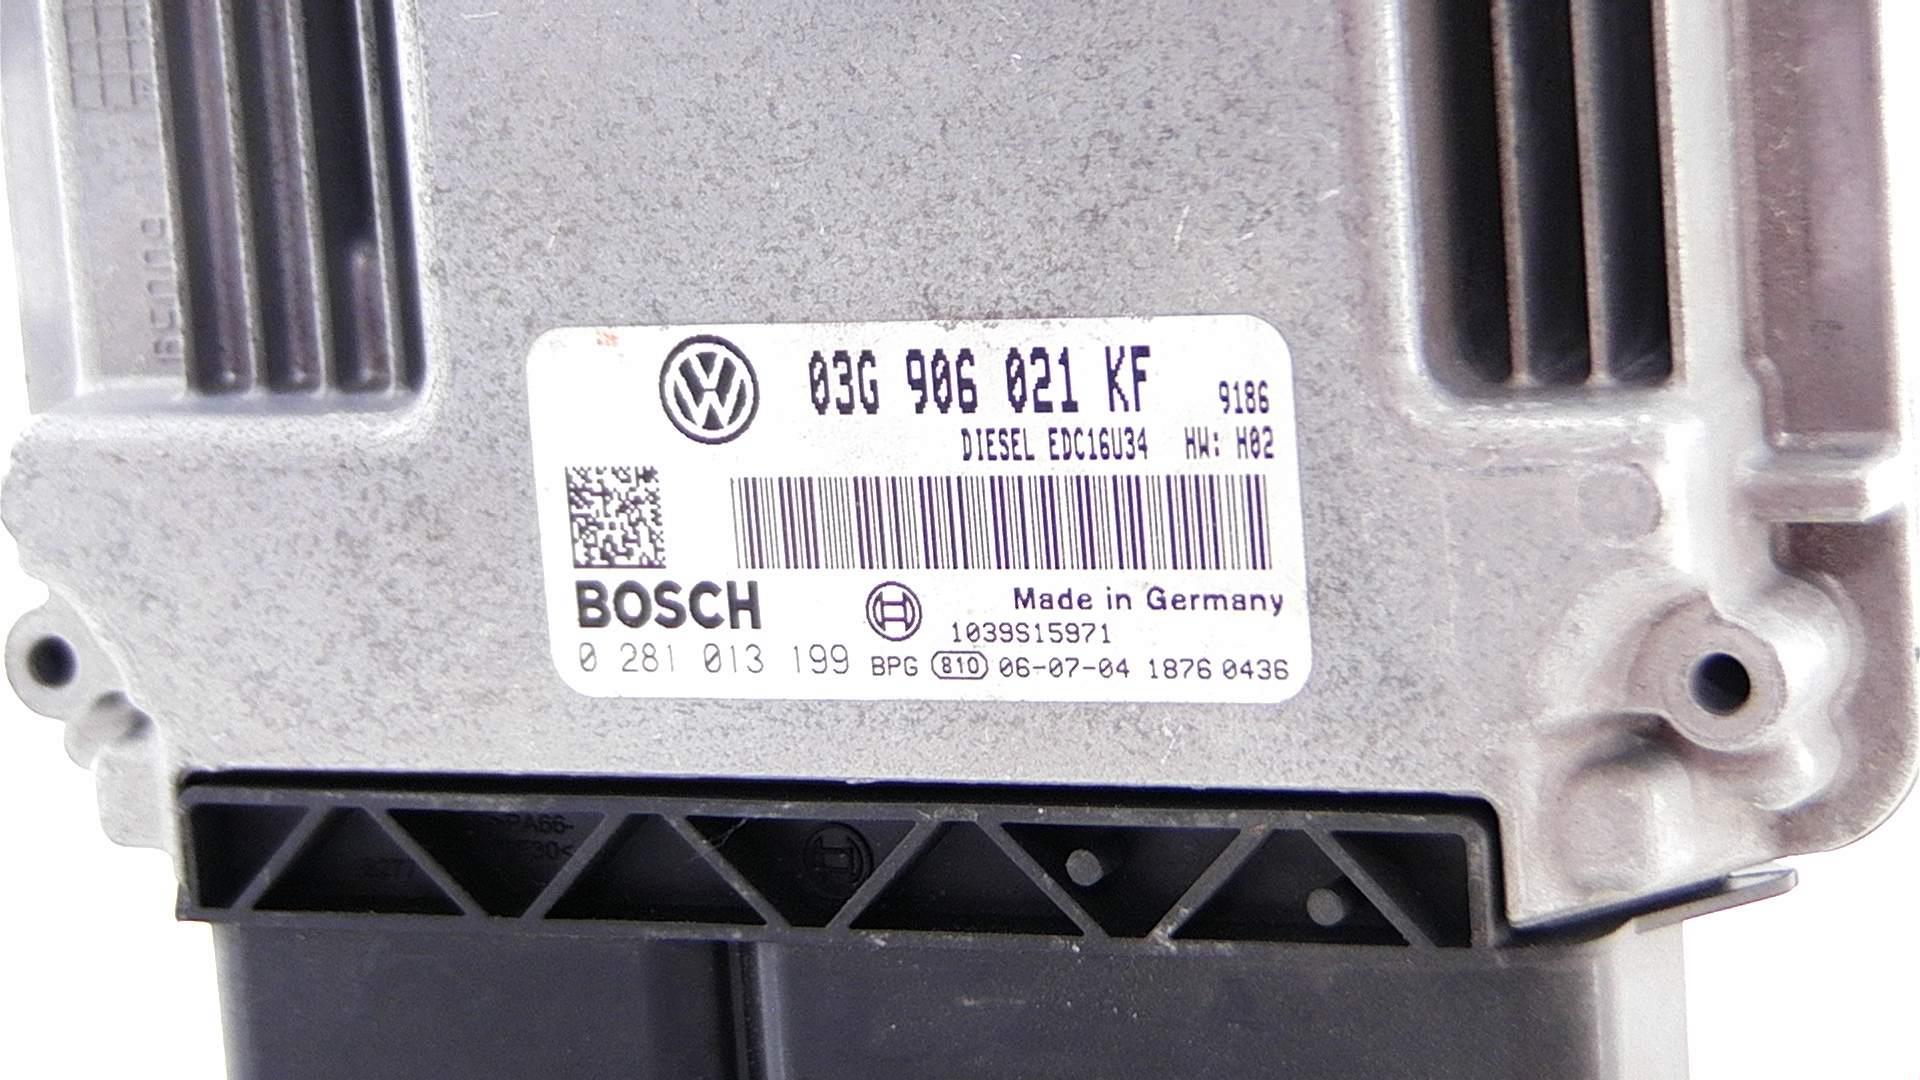 03G 906 021 KF 9186
DIESEL EDC16U34 HW: H02
BOSCH
Made in Germany
1039S15971
0 281 013 199 BPG 810 06-07-04 1876 0436
>PA66-